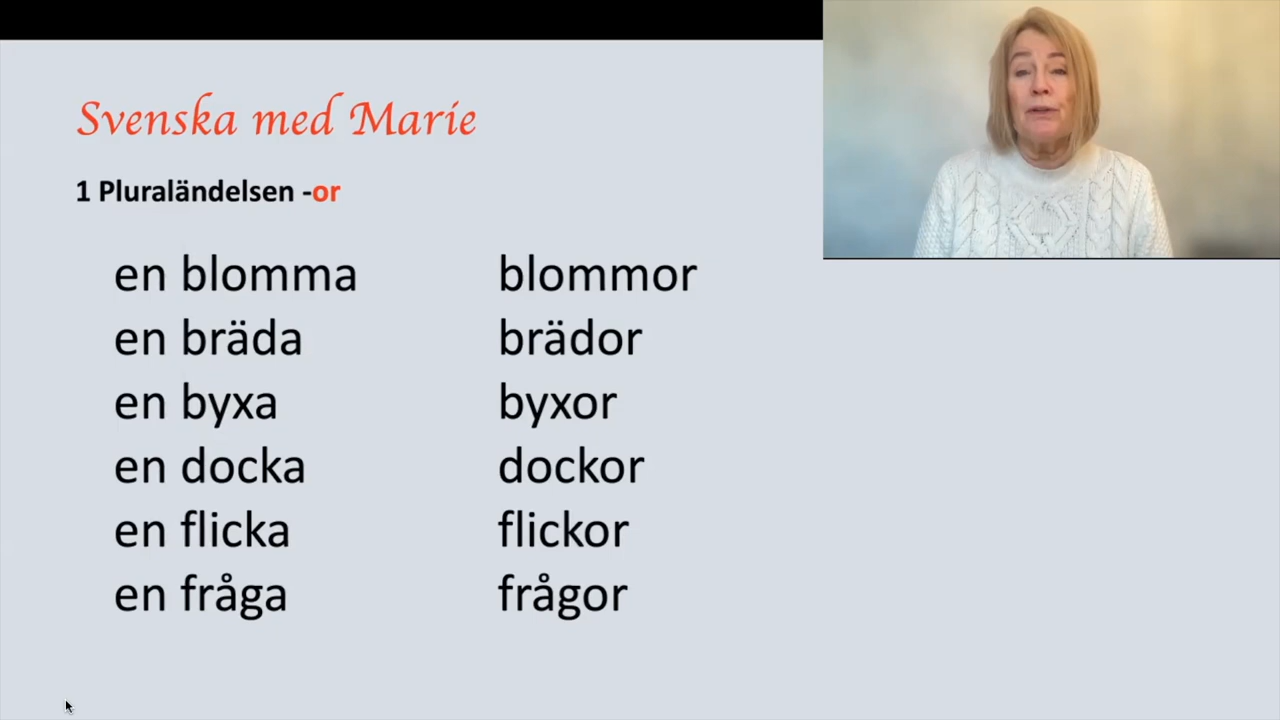 Svenska med Marie
1 Pluraländelsen -or
en blomma blommor
en bräda brädor
en byxa byxor
en docka dockor
en flicka flickor
en fråga frågor